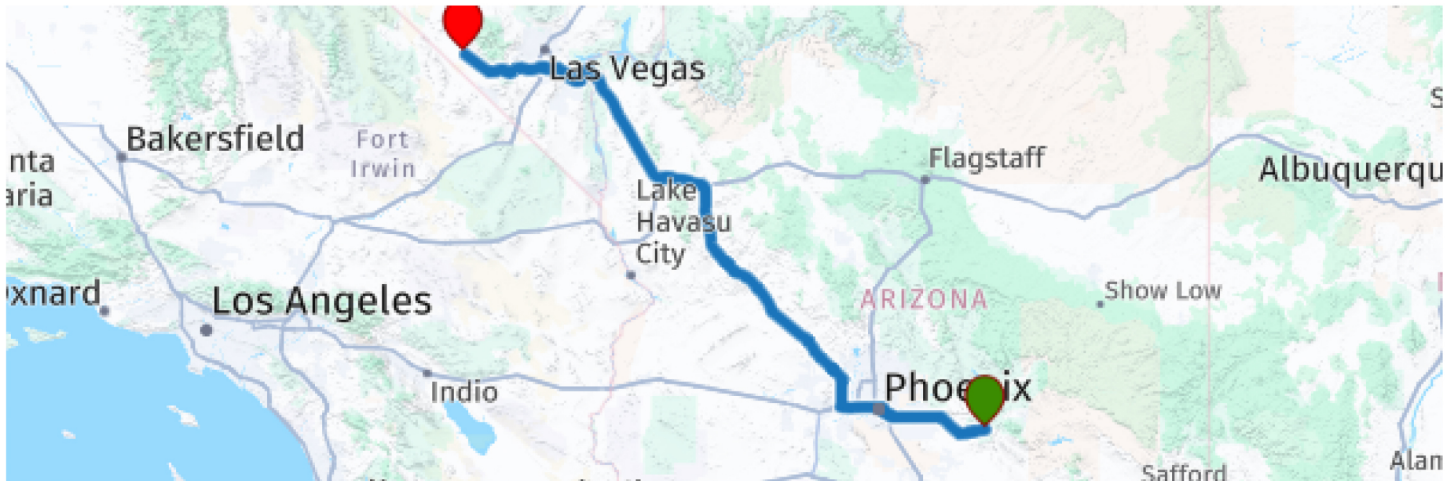 Las Vegas
Bakersfield
Fort
Irwin
nta
aria
Flagstaff
Albuquerqu
Lake
Havasu
City
xnard
Los Angeles
ARIZONA
Show Low
Indio
Phoenix
Safford
Alan